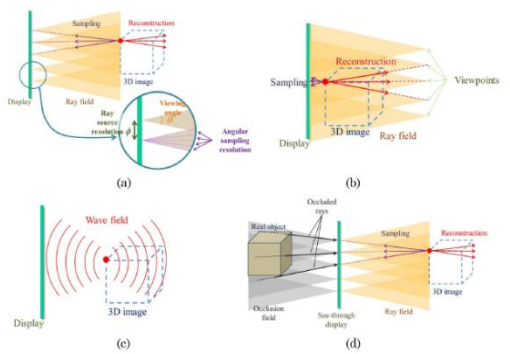 Sampling
Reconstruction
3D image
Display
Ray field
Ray
source
resolution ϕ
Viewing
angle
θ
Angular
sampling
resolution
(a)
Reconstruction
Sampling
Viewpoints
3D image
Display
Ray field
(b)
Wave field
3D image
Display
(c)
Occluded
rays
Real object
Sampling
Reconstruction
3D image
Occlusion
field
See-through
display
Ray field
(d)